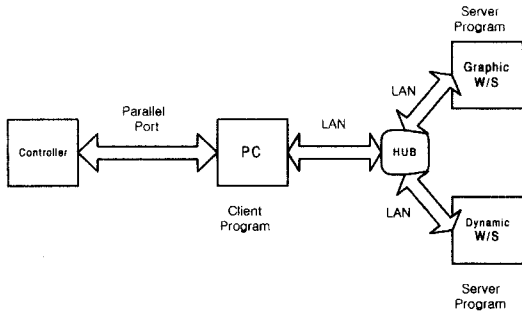 Server
Program
Graphic
W/S
LAN
Parallel
Port
LAN
Controller
PC
HUB
Client
Program
LAN
Dynamic
W/S
Server
Program